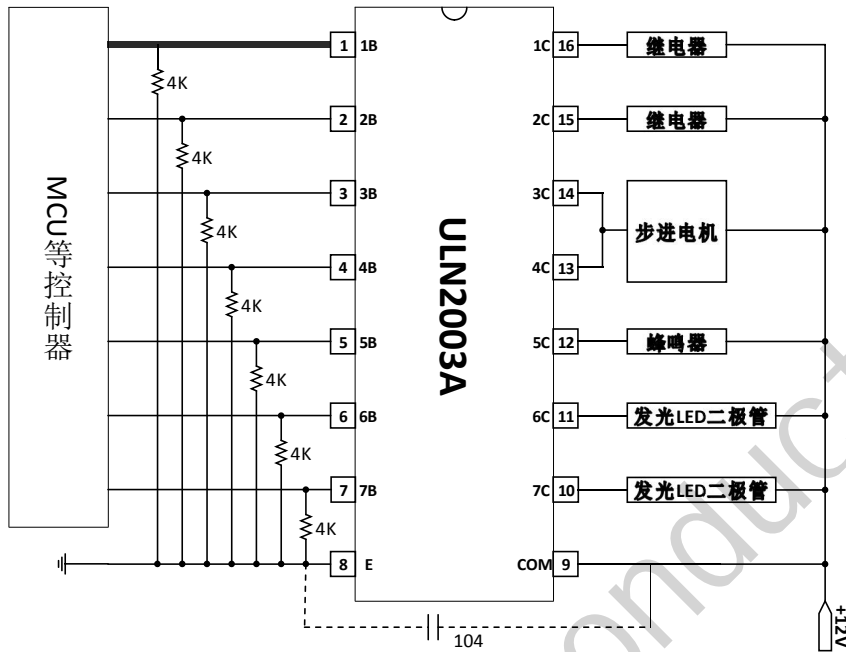 MCU等控制器
4K
4K
4K
4K
4K
4K
4K
ULN2003A
1 1B
2 2B
3 3B
4 4B
5 5B
6 6B
7 7B
8 E
1C 16
2C 15
3C 14
4C 13
5C 12
6C 11
7C 10
COM 9
继电器
继电器
步进电机
蜂鸣器
发光LED二极管
发光LED二极管
104
+12V
onduct